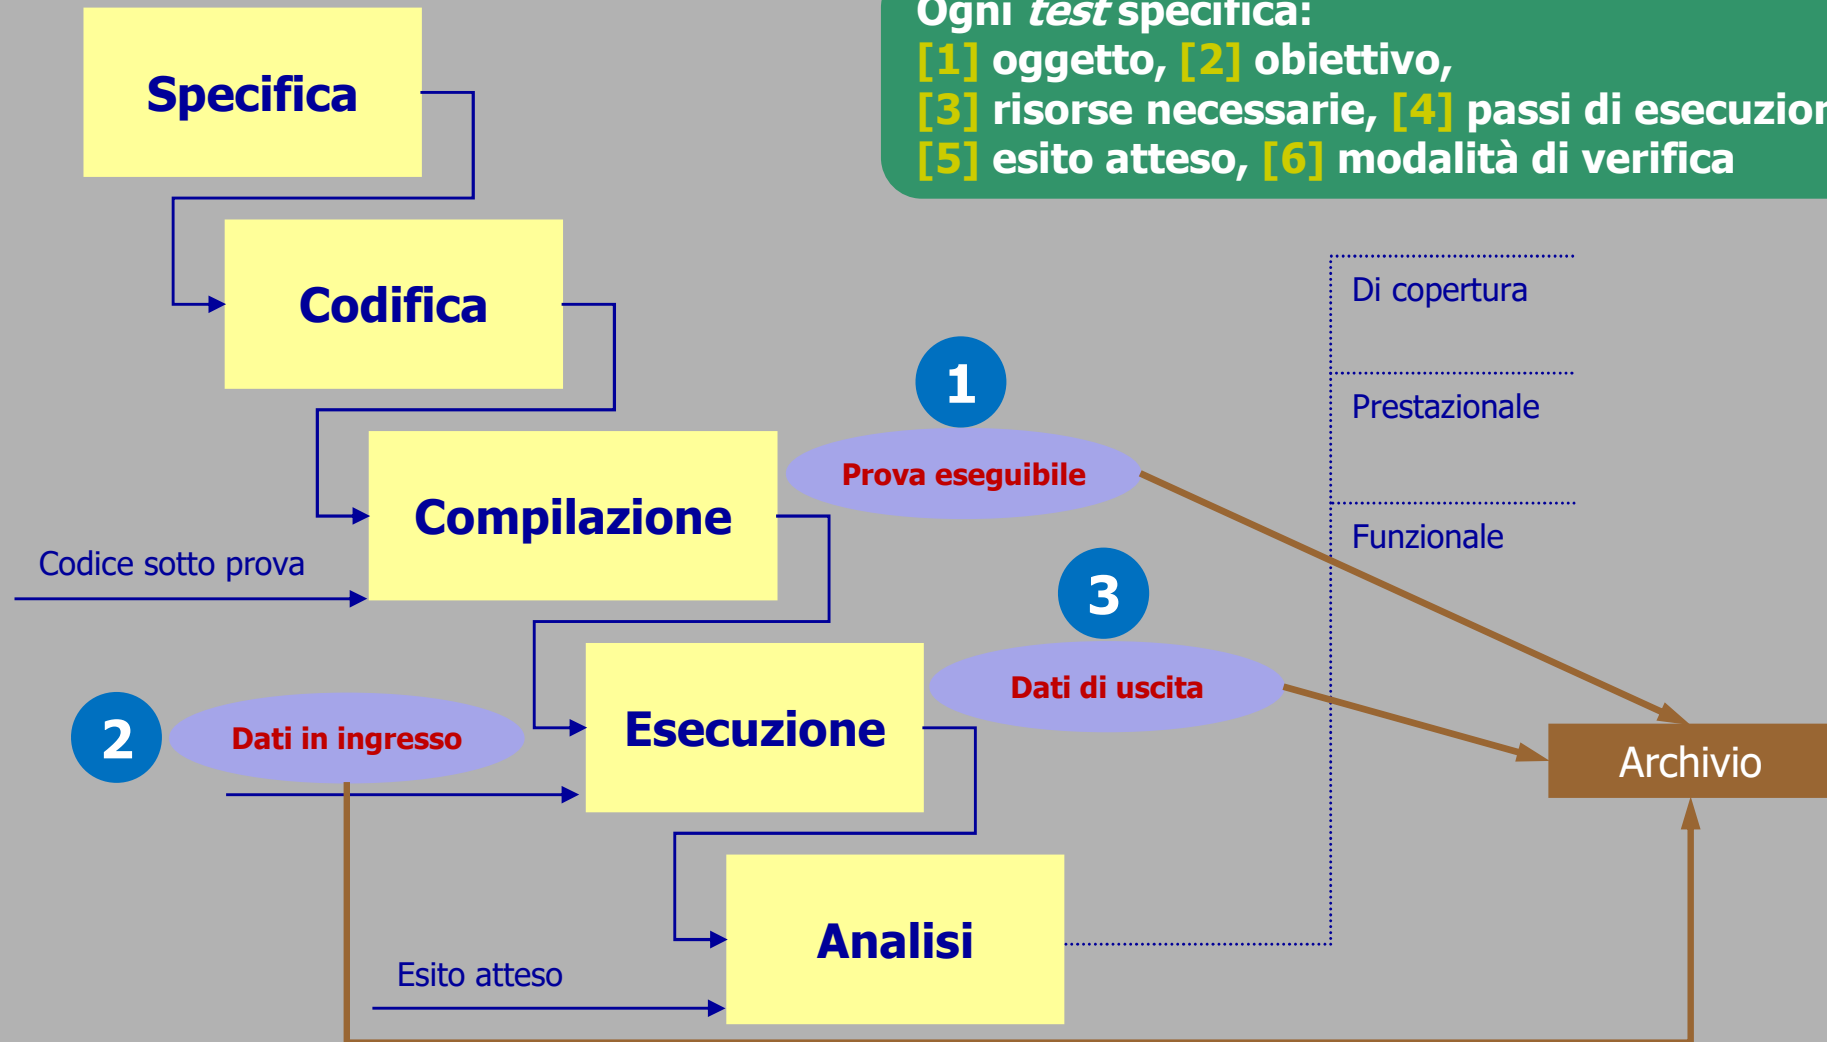 Ogni test specifica:
[1] oggetto, [2] obiettivo,
[3] risorse necessarie, [4] passi di
[5] esito atteso, [6] modalità di verifica
Specifica
Codifica
Di copertura
1
Prestazionale
Prova eseguibile
Compilazione
Funzionale
Codice sotto prova
3
Dati di uscita
2
Dati in ingresso
Esecuzione
Archivio
Analisi
Esito atteso